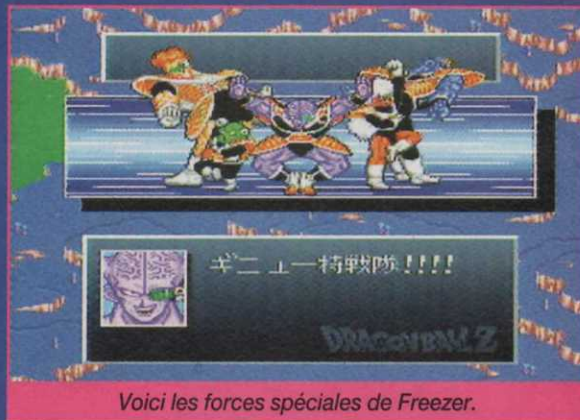 ギニュー特戦隊!!!!
DRAGONBALL Z
Voici les forces spéciales de Freezer.